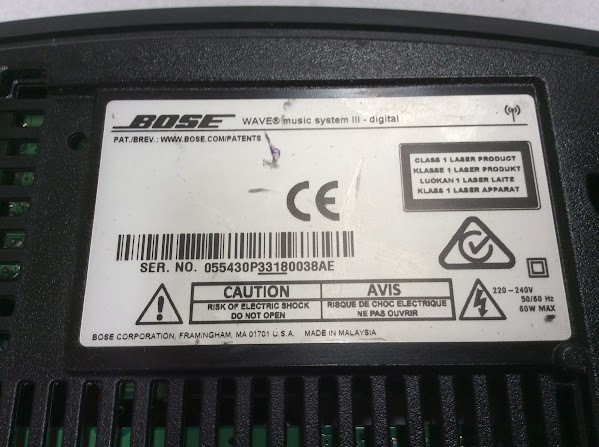 BOSE WAVE® music system III - digital
PAT./BREV.: WWW.BOSE.COM/PATENTS
CLASS 1 LASER PRODUCT
KLASSE 1 LASER PRODUKT
LUOKAN 1 LASER LAITE
KLASS 1 LASER APPARAT
CE
SER. NO. 055430P33180038AE
CAUTION
RISK OF ELECTRIC SHOCK
DO NOT OPEN
AVIS
RISQUE DE CHOC ELÉCTRIQUE
NE PAS OUVRIR
220 – 240V
50/60 Hz
60W MAX
BOSE CORPORATION, FRAMINGHAM, MA 01701 U.S.A. MADE IN MALAYSIA